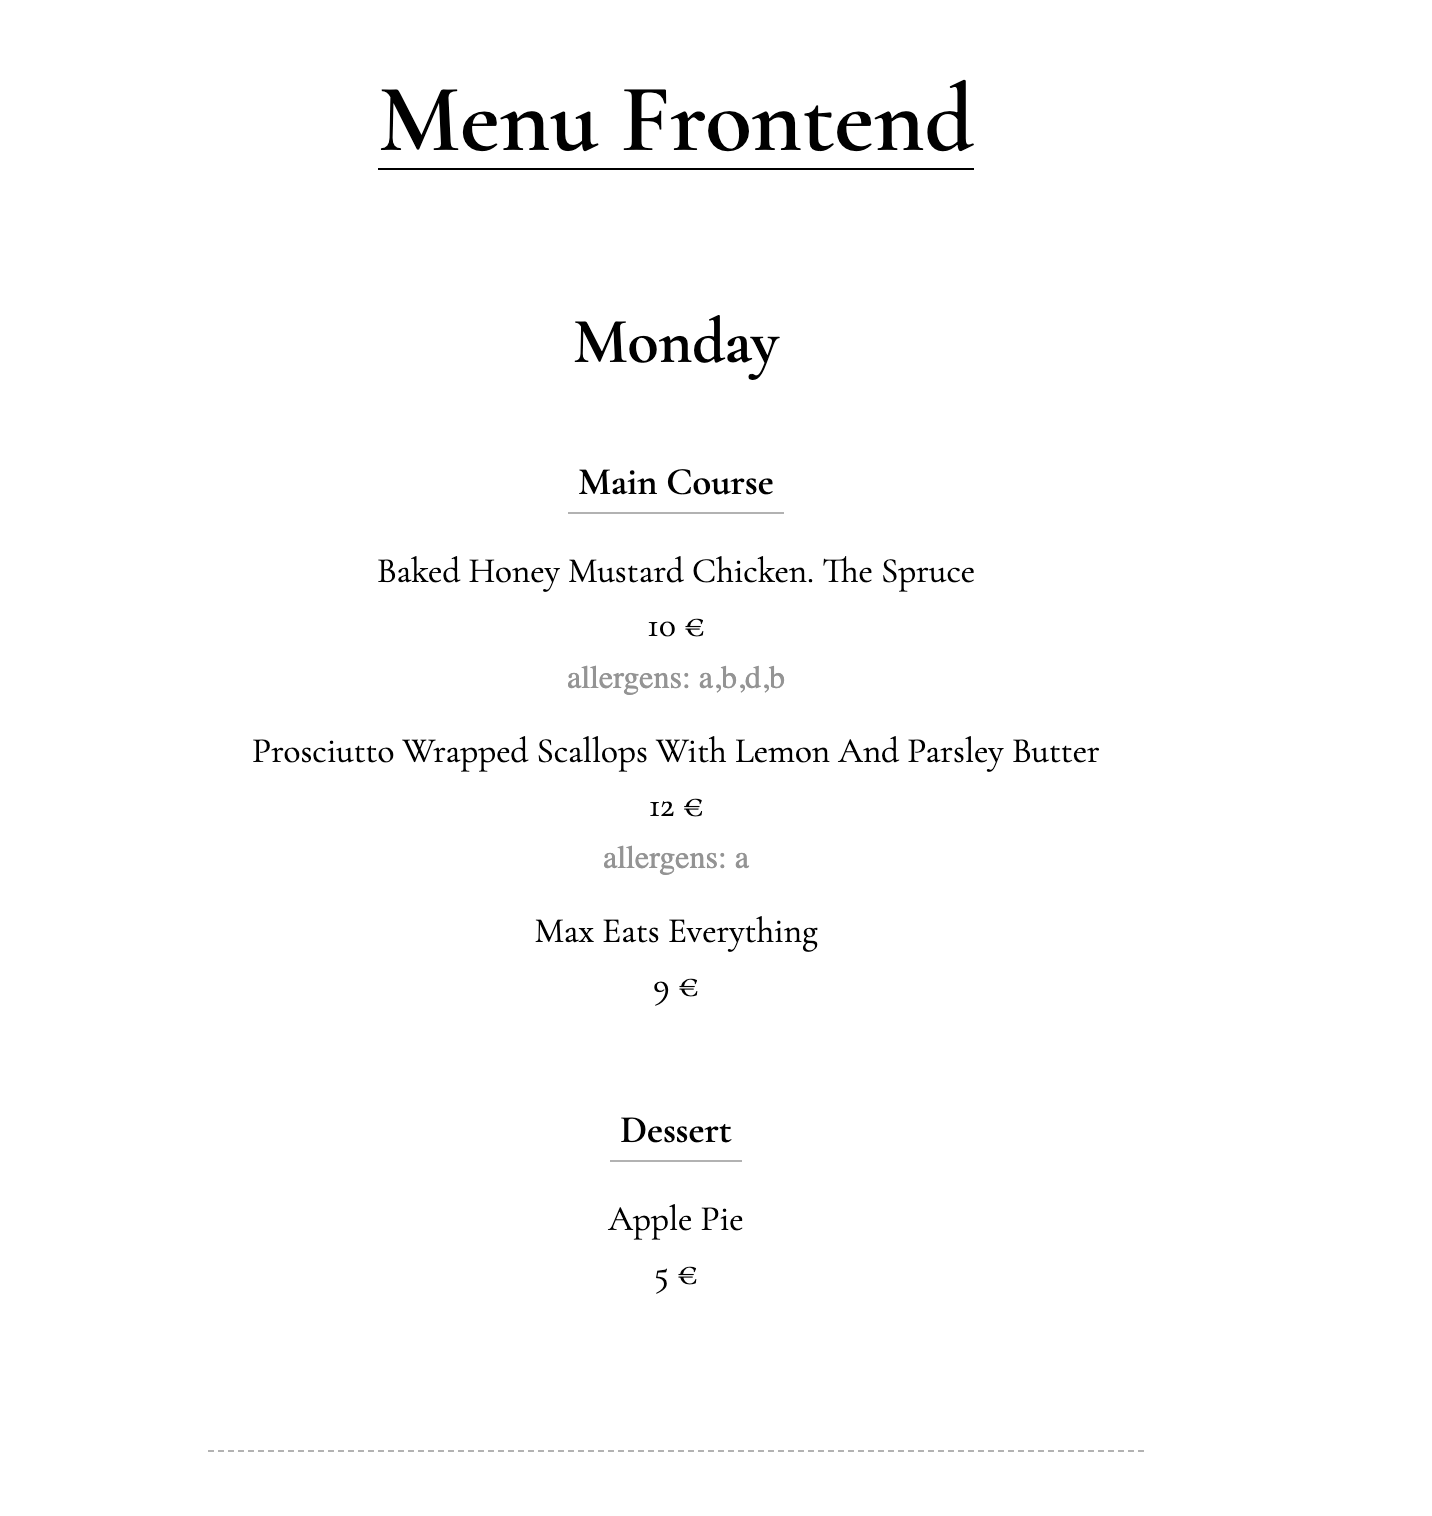 Menu Frontend
Monday
Main Course
Baked Honey Mustard Chicken. The Spruce
10 €
allergens: a,b,d,b
Prosciutto Wrapped Scallops With Lemon And Parsley Butter
12 €
allergens: a
Max Eats Everything
9 €
Dessert
Apple Pie
5 €